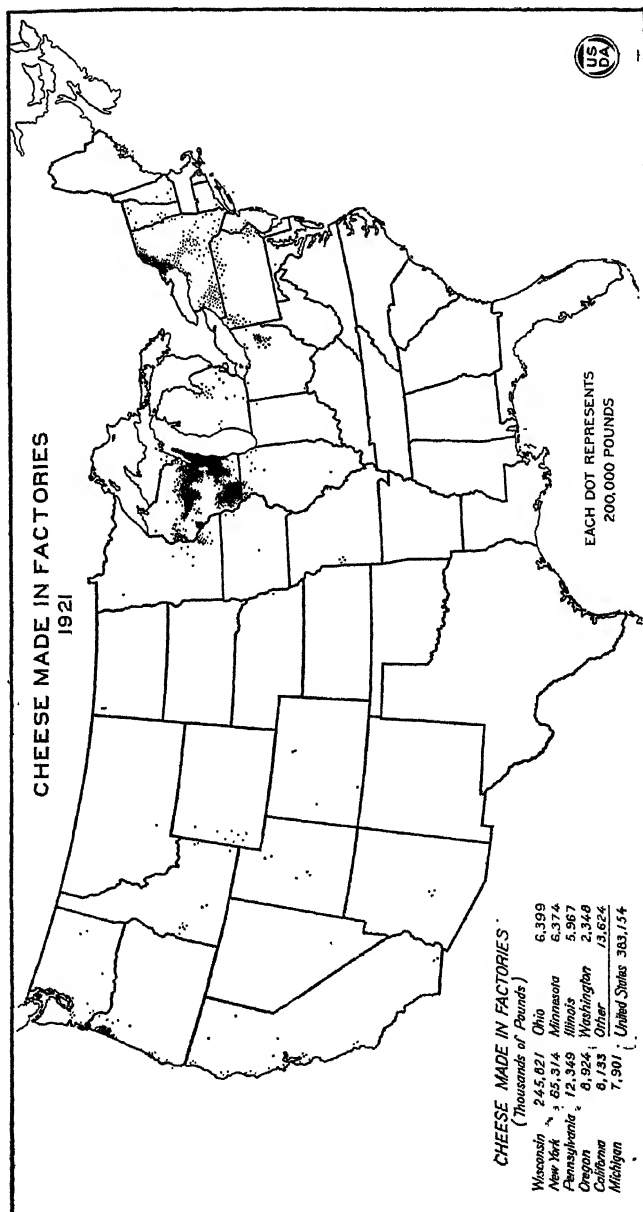 CHEESE MADE IN FACTORIES
1921
US
DA
EACH DOT REPRESENTS
200,000 POUNDS
CHEESE MADE IN FACTORIES
(Thousands of Pounds)
Wisconsin 245,821 Ohio 6,399
New York 65,314 Minnesota 6,374
Pennsylvania 12,349 Illinois 5,967
Oregon 8,924 Washington 2,348
California 8,133 Other 13,624
Michigan 7,901 United States 383,154